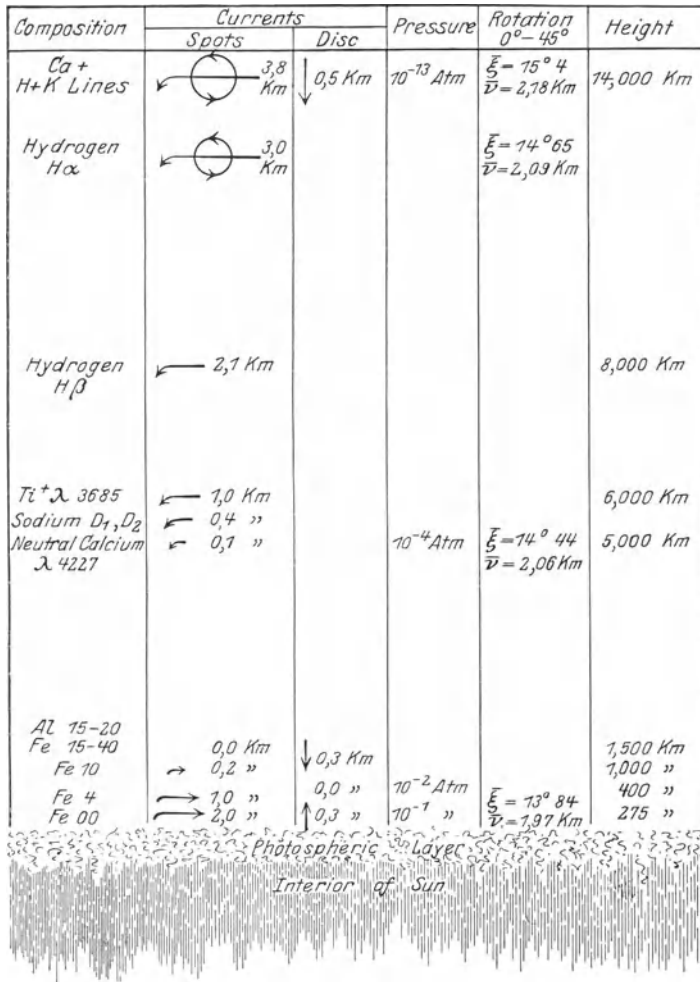 Composition Currents Pressure Rotation Height
Spots Disc 0°–45°
Ca + 3,8 0,5 Km 10⁻¹³ Atm ξ̄ = 15° 4 14,000 Km
H+K Lines Km ν̄ = 2,18 Km
Hydrogen 3,0 ξ̄ = 14° 65
Hα Km ν̄ = 2,09 Km
Hydrogen 2,1 Km 8,000 Km
Hβ
Ti⁺ λ 3685 1,0 Km 6,000 Km
Sodium D₁,D₂ 0,4 »
Neutral Calcium 0,1 » 10⁻⁴ Atm ξ̄ = 14° 44 5,000 Km
λ 4227 ν̄ = 2,06 Km
Al 15-20
Fe 15-40 0,0 Km 0,3 Km 1,500 Km
Fe 10 0,2 » 1,000 »
Fe 4 1,0 » 0,0 » 10⁻² Atm 400 »
Fe 00 2,0 » 0,3 » 10⁻¹ » ξ̄ = 13° 84 275 »
ν̄ = 1,97 Km
Photospheric Layer
Interior of Sun